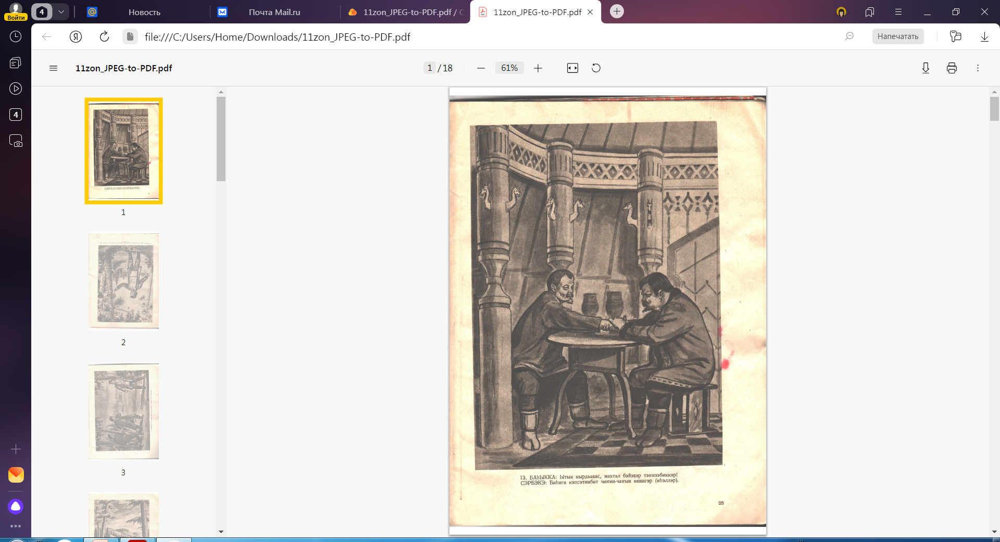 Войти
4
Новость
Почта Mail.ru
11zon_JPEG-to-PDF.pdf / О
11zon_JPEG-to-PDF.pdf
file:///C:/Users/Home/Downloads/11zon_JPEG-to-PDF.pdf
Напечатать
11zon_JPEG-to-PDF.pdf
1 / 18
61%
4
1
2
3
13. БАҺЫККА: Ытык кырдьаҕас, махтал бэйэҕэр тэҥнээбиккэр!
СЭРБЭКЭ: Биһиги кэпсэтиибит чиҥин-чаҥын иннигэр (иһэллэр).
25